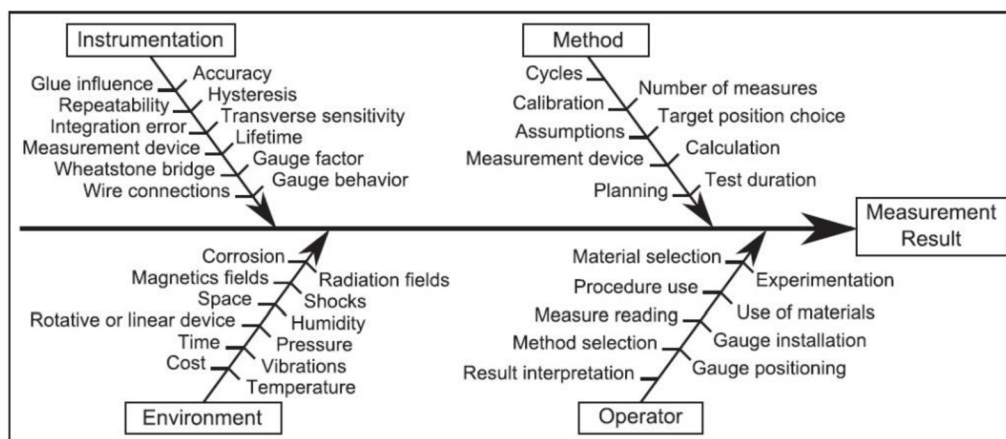 Instrumentation
Glue influence
Accuracy
Repeatability
Hysteresis
Integration error
Transverse sensitivity
Measurement device
Lifetime
Wheatstone bridge
Gauge factor
Wire connections
Gauge behavior
Method
Cycles
Number of measures
Calibration
Target position choice
Assumptions
Calculation
Measurement device
Test duration
Planning
Measurement
Result
Corrosion
Radiation fields
Magnetics fields
Shocks
Space
Humidity
Rotative or linear device
Pressure
Time
Vibrations
Cost
Temperature
Environment
Material selection
Experimentation
Procedure use
Use of materials
Measure reading
Gauge installation
Method selection
Gauge positioning
Result interpretation
Operator